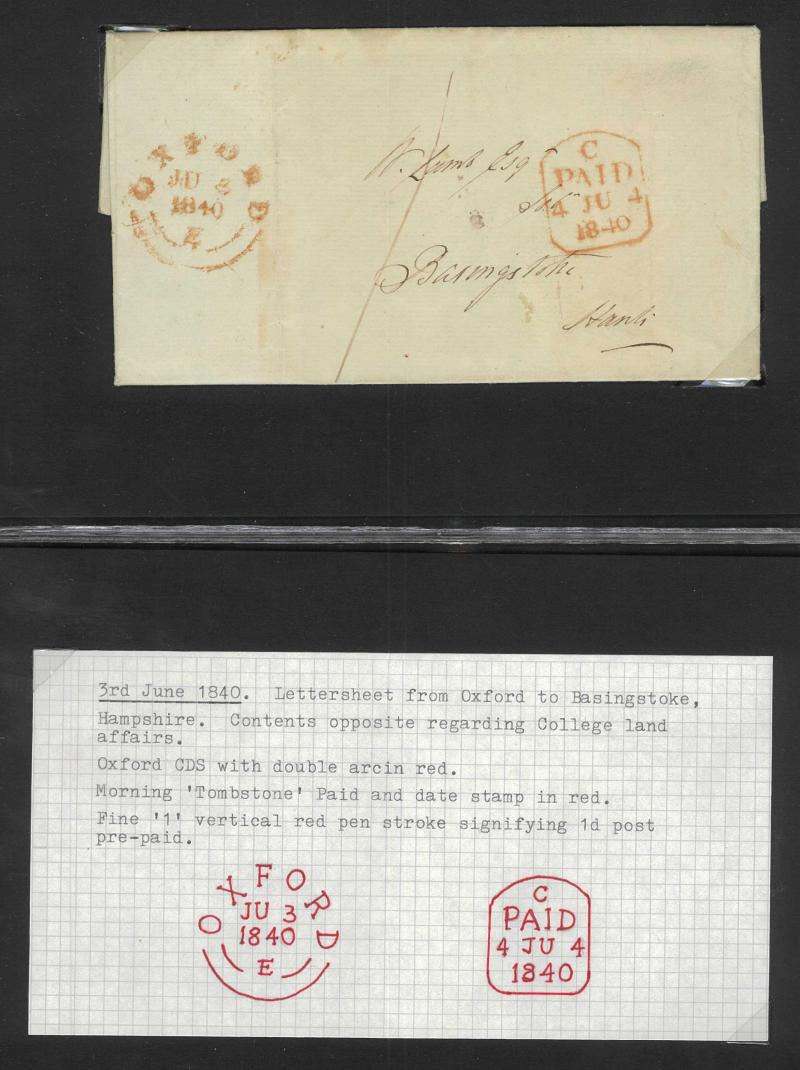 OXFORD
JU 3
1840
E
W. Lamb Esqr
C
PAID
4 JU 4
1840
Basingstoke
Hants
1
3rd June 1840. Lettersheet from Oxford to Basingstoke,
Hampshire. Contents opposite regarding College land
affairs.
Oxford CDS with double arcin red.
Morning 'Tombstone' Paid and date stamp in red.
Fine '1' vertical red pen stroke signifying 1d post
pre-paid.
OXFORD
JU 3
1840
E
C
PAID
4 JU 4
1840